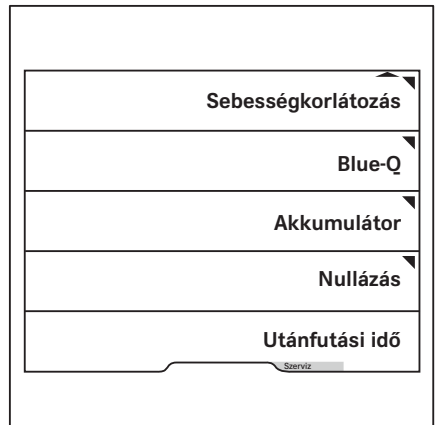 Sebességkorlátozás
Blue-Q
Akkumulátor
Nullázás
Utánfutási idő
Szerviz